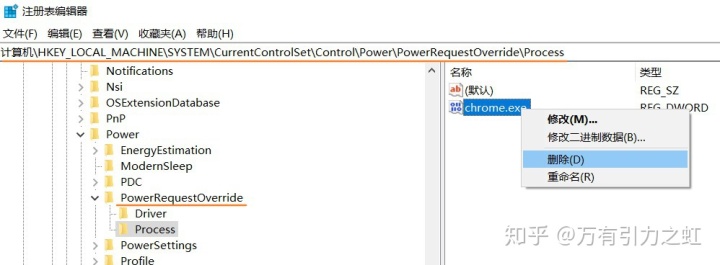 注册表编辑器
文件(F) 编辑(E) 查看(V) 收藏夹(A) 帮助(H)
计算机\HKEY_LOCAL_MACHINE\SYSTEM\CurrentControlSet\Control\Power\PowerRequestOverride\Process
Notifications
Nsi
OSExtensionDatabase
PnP
Power
EnergyEstimation
ModernSleep
PDC
PowerRequestOverride
Driver
Process
PowerSettings
Profile
名称 类型
ab (默认) REG_SZ
chrome.exe REG_DWORD
修改(M)...
修改二进制数据(B)...
删除(D)
重命名(R)
知乎 @万有引力之虹